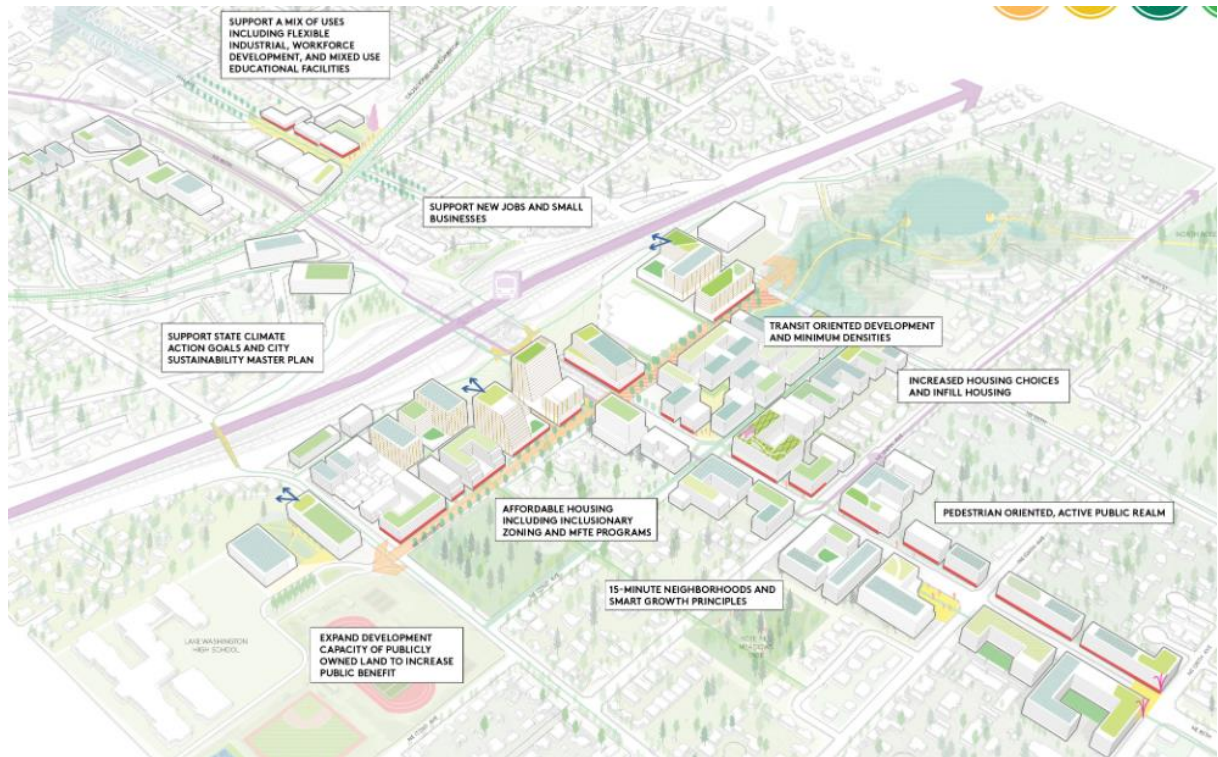 SUPPORT A MIX OF USES
INCLUDING FLEXIBLE
INDUSTRIAL, WORKFORCE
DEVELOPMENT, AND MIXED USE
EDUCATIONAL FACILITIES
SUPPORT NEW JOBS AND SMALL
BUSINESSES
SUPPORT STATE CLIMATE
ACTION GOALS AND CITY
SUSTAINABILITY MASTER PLAN
TRANSIT ORIENTED DEVELOPMENT
AND MINIMUM DENSITIES
INCREASED HOUSING CHOICES
AND INFILL HOUSING
AFFORDABLE HOUSING
INCLUDING INCLUSIONARY
ZONING AND MFTE PROGRAMS
PEDESTRIAN ORIENTED, ACTIVE PUBLIC REALM
15-MINUTE NEIGHBORHOODS AND
SMART GROWTH PRINCIPLES
LAKE WASHINGTON
HIGH SCHOOL
EXPAND DEVELOPMENT
CAPACITY OF PUBLICLY
OWNED LAND TO INCREASE
PUBLIC BENEFIT